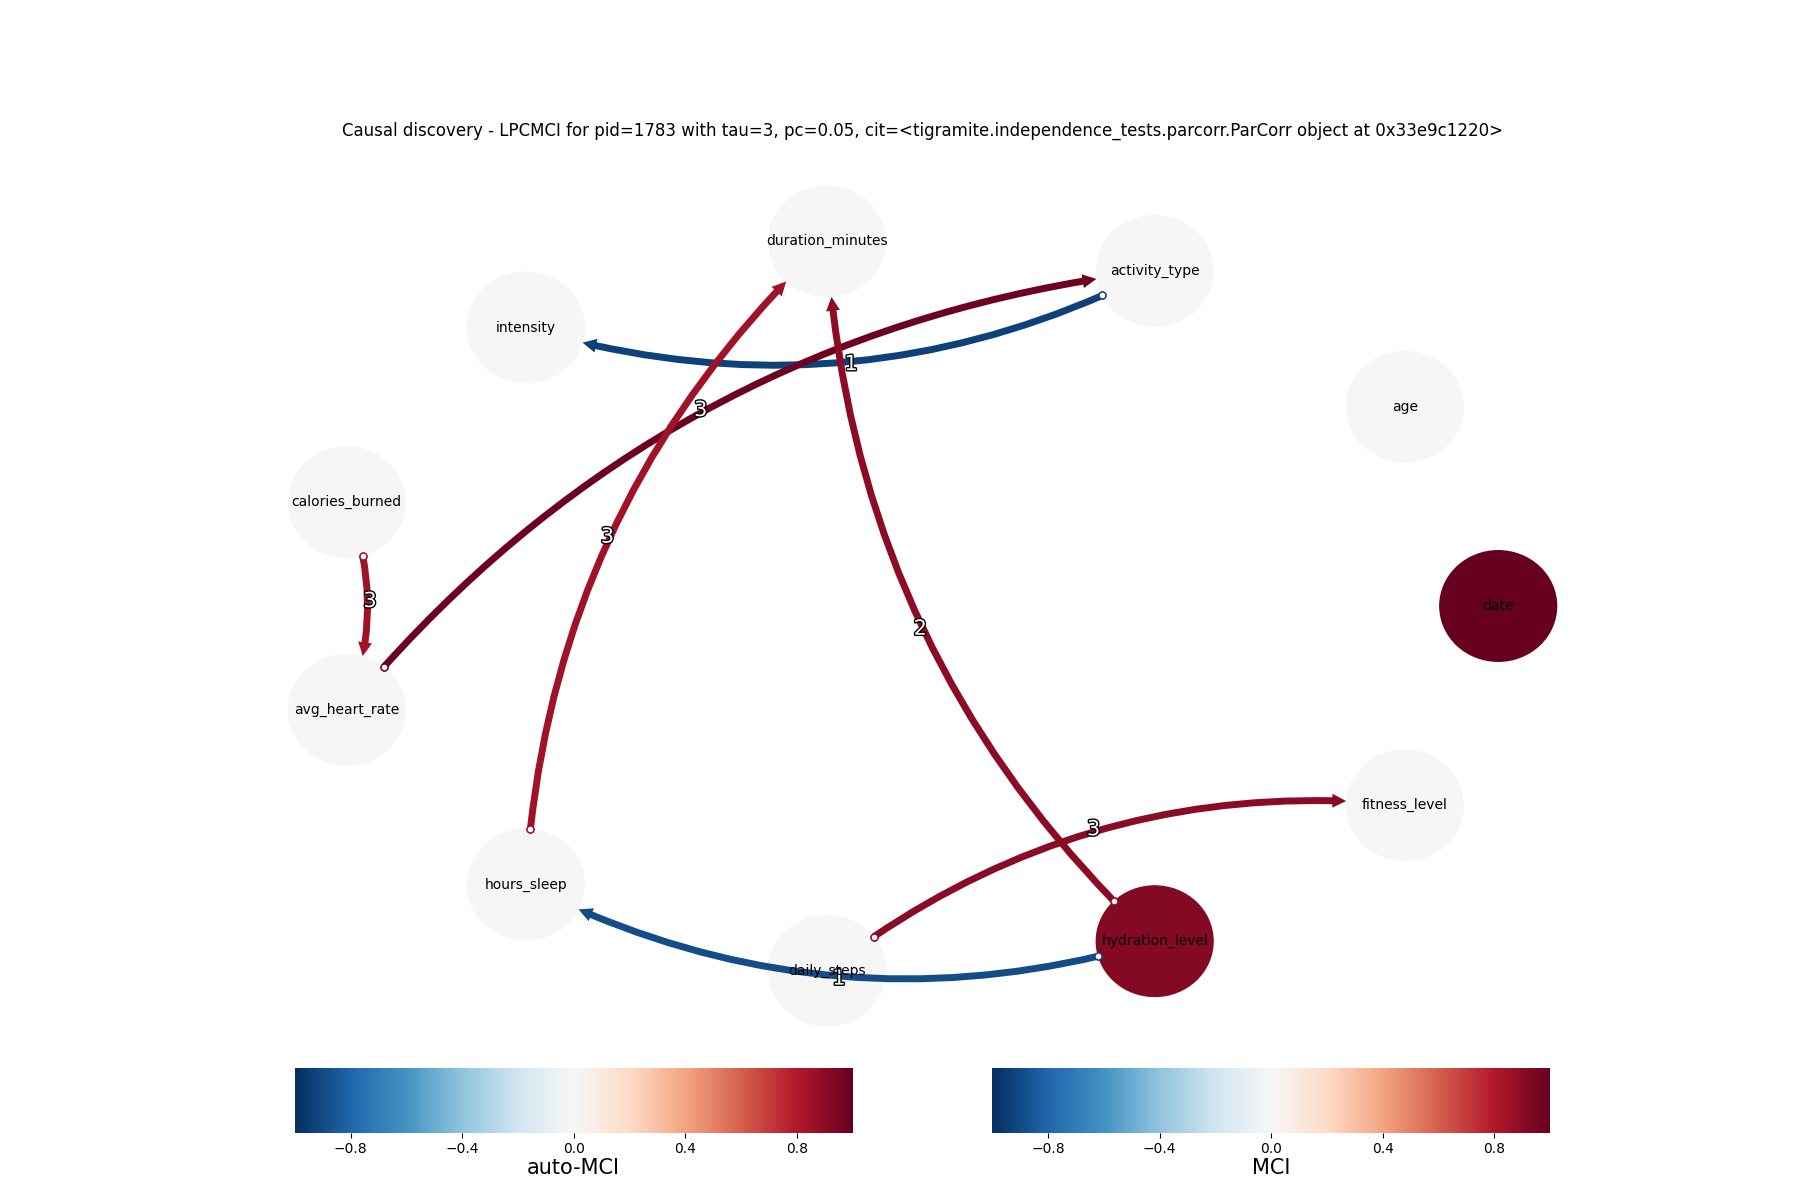 Causal discovery - LPCMCI for pid=1783 with tau=3, pc=0.05, cit=<tigramite.independence_tests.parcorr.ParCorr object at 0x33e9c1220>
duration_minutes
activity_type
intensity
1
age
3
calories_burned
3
3
date
2
avg_heart_rate
fitness_level
3
hours_sleep
hydration_level
daily_steps
1
−0.8 −0.4 0.0 0.4 0.8
auto-MCI
−0.8 −0.4 0.0 0.4 0.8
MCI